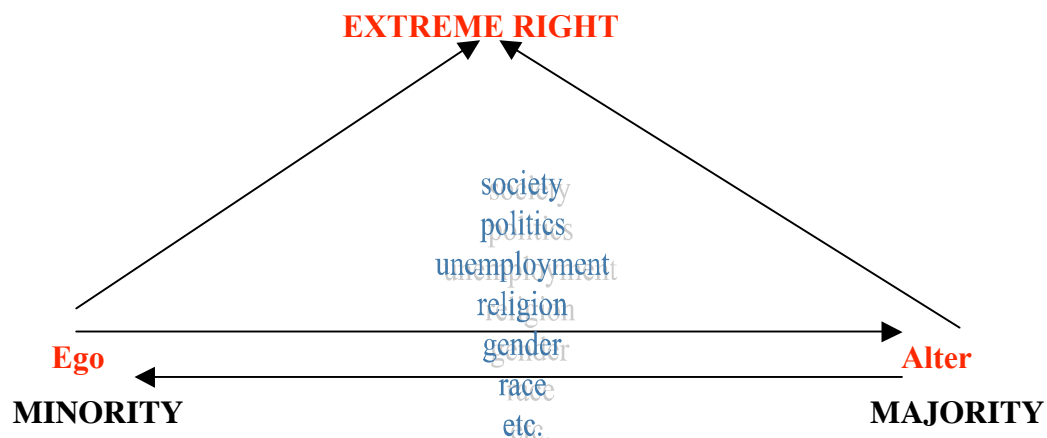 EXTREME RIGHT
society
politics
unemployment
religion
gender
Ego
Alter
race
MINORITY
MAJORITY
etc.